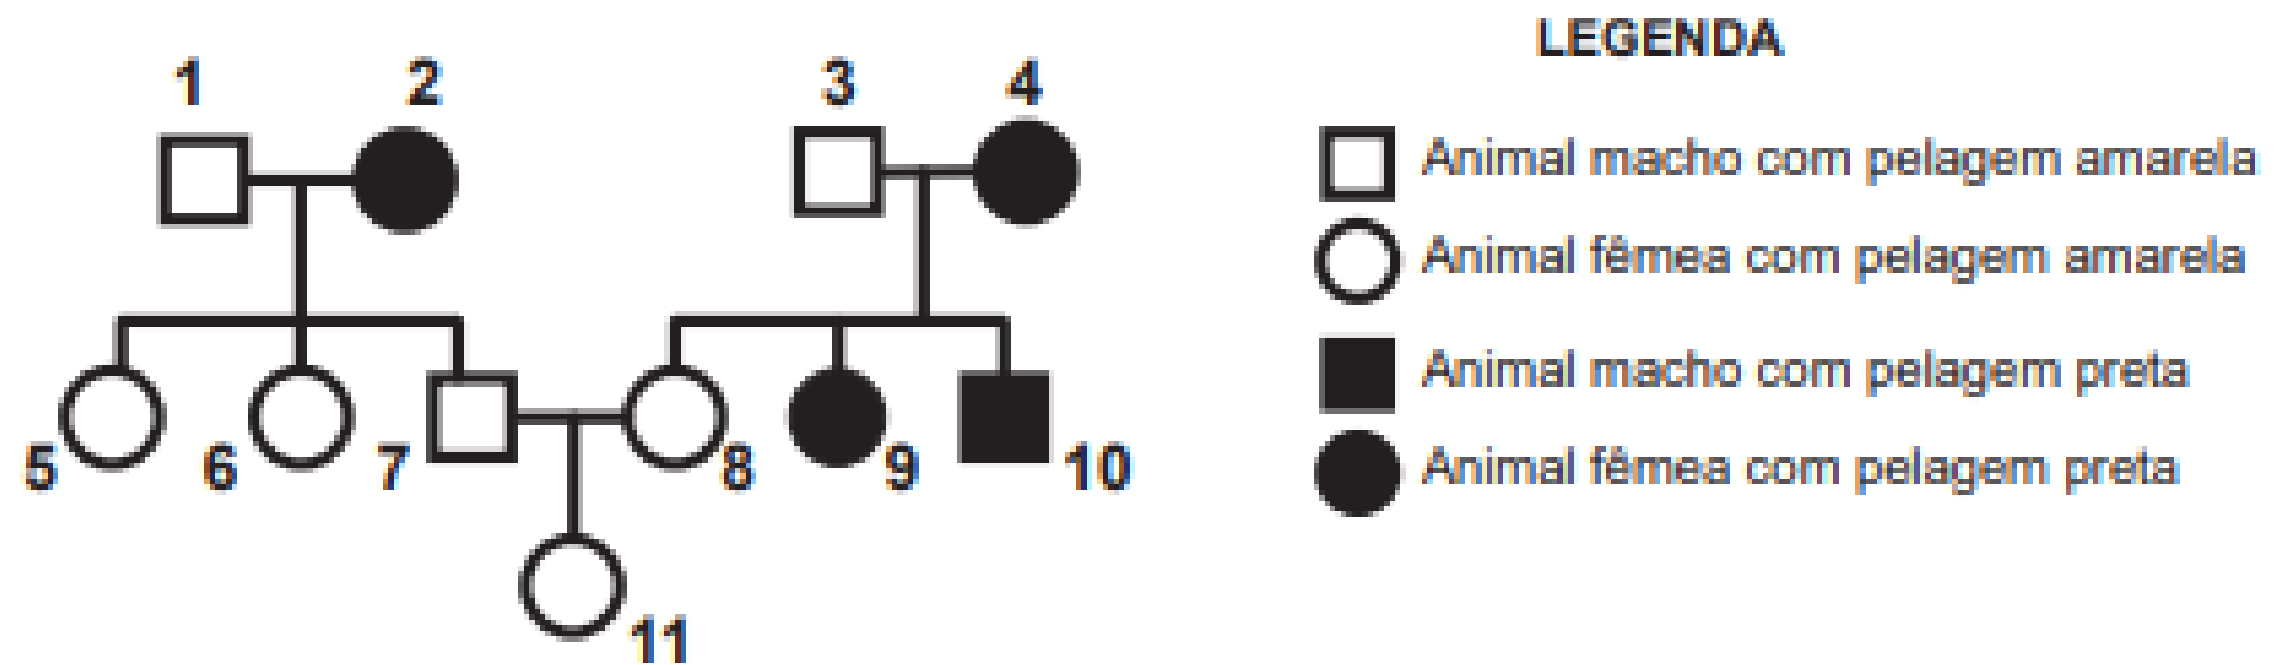 1 2 3 4
5 6 7 8 9 10
11
LEGENDA
Animal macho com pelagem amarela
Animal fêmea com pelagem amarela
Animal macho com pelagem preta
Animal fêmea com pelagem preta